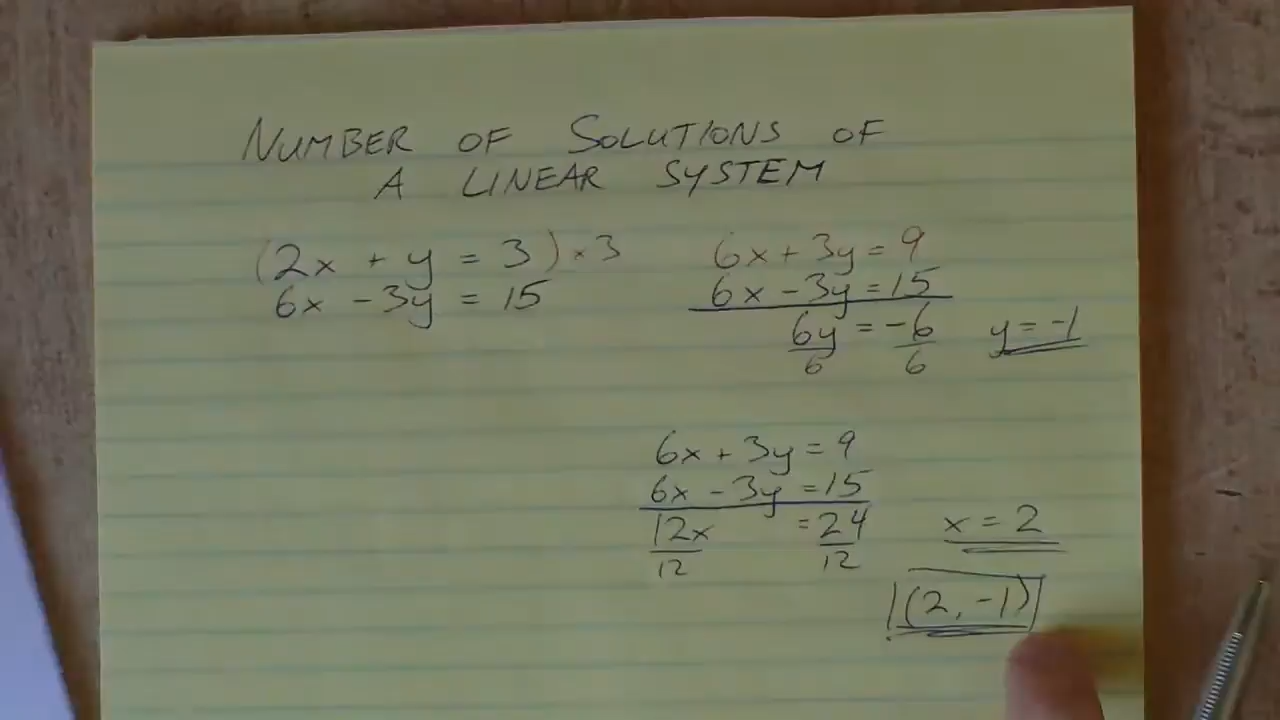 NUMBER OF SOLUTIONS OF
A LINEAR SYSTEM
(2x + y = 3) × 3
6x - 3y = 15
6x + 3y = 9
6x - 3y = 15
6y = -6
6 6
y = -1
6x + 3y = 9
6x - 3y = 15
12x = 24
12 12
x = 2
(2, -1)